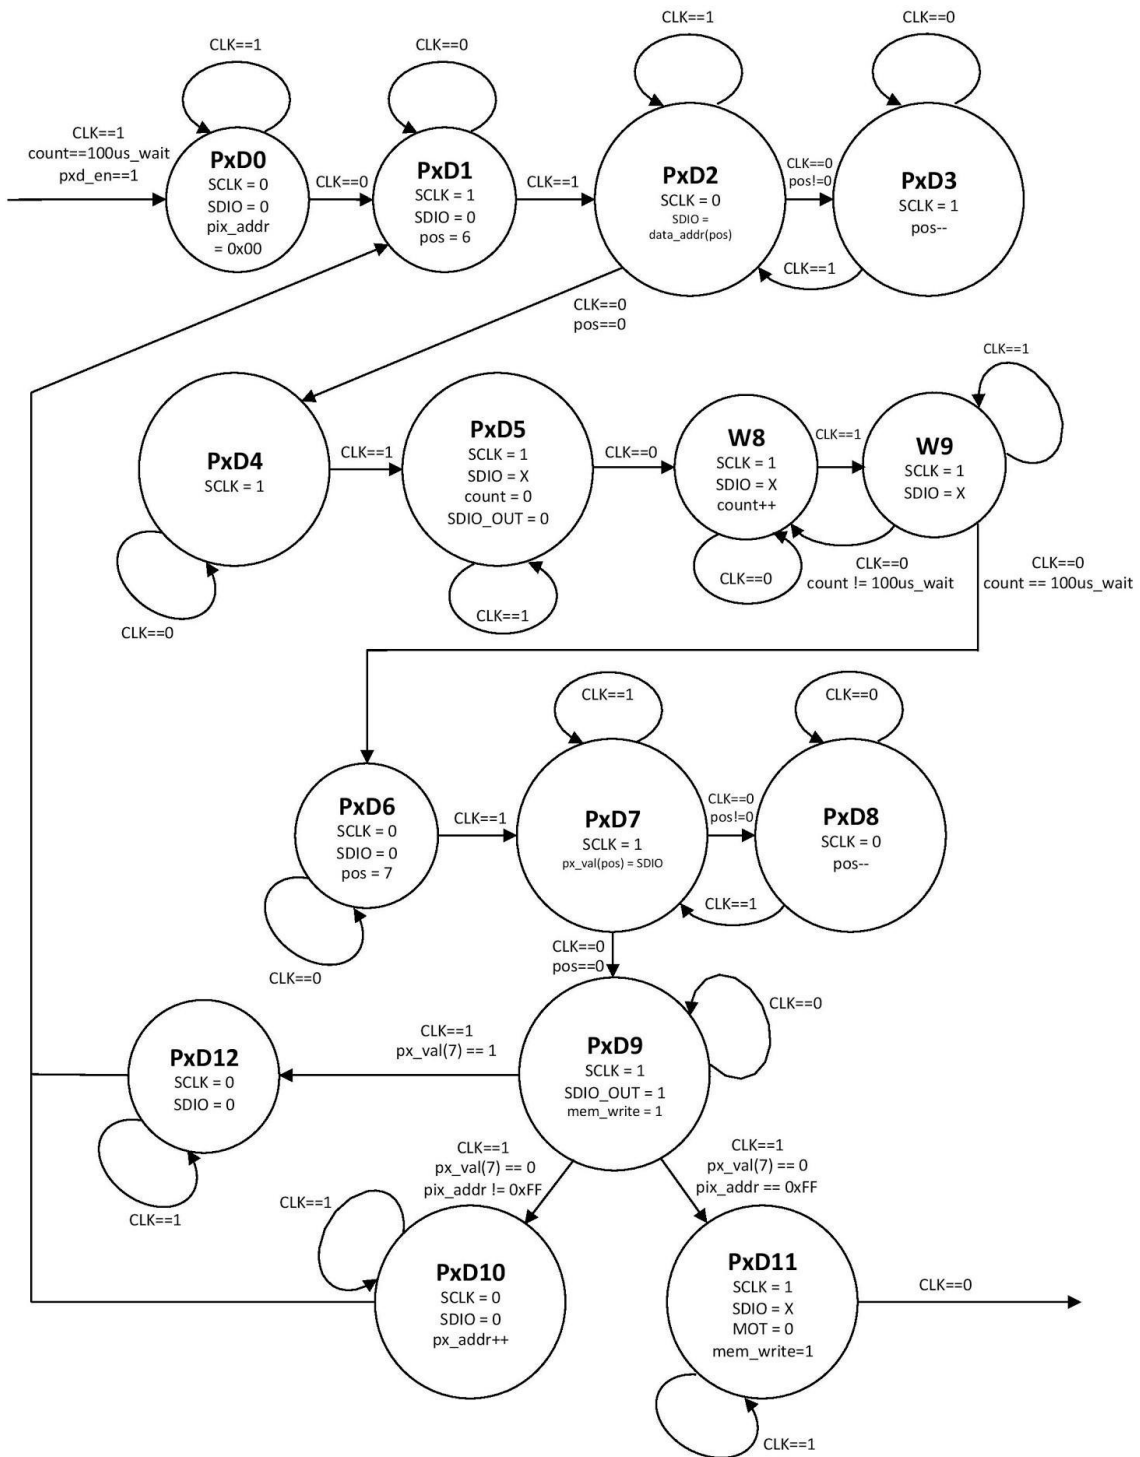 CLK==1
CLK==0
CLK==1
CLK==0
CLK==1
count==100us_wait
pxd_en==1
PxD0
SCLK = 0
SDIO = 0
pix_addr
= 0x00
CLK==0
PxD1
SCLK = 1
SDIO = 0
pos = 6
CLK==1
PxD2
SCLK = 0
SDIO =
data_addr(pos)
CLK==0
pos!=0
PxD3
SCLK = 1
pos--
CLK==1
CLK==0
pos==0
PxD4
SCLK = 1
CLK==0
CLK==1
PxD5
SCLK = 1
SDIO = X
count = 0
SDIO_OUT = 0
CLK==1
CLK==0
W8
SCLK = 1
SDIO = X
count++
CLK==0
CLK==1
W9
SCLK = 1
SDIO = X
CLK==1
CLK==0
count != 100us_wait
CLK==0
count == 100us_wait
CLK==1
CLK==0
PxD6
SCLK = 0
SDIO = 0
pos = 7
CLK==0
CLK==1
PxD7
SCLK = 1
px_val(pos) = SDIO
CLK==0
pos!=0
PxD8
SCLK = 0
pos--
CLK==1
CLK==0
pos==0
PxD9
SCLK = 1
SDIO_OUT = 1
mem_write = 1
CLK==0
CLK==1
px_val(7) == 1
PxD12
SCLK = 0
SDIO = 0
CLK==1
CLK==1
px_val(7) == 0
pix_addr != 0xFF
CLK==1
px_val(7) == 0
pix_addr == 0xFF
CLK==1
PxD10
SCLK = 0
SDIO = 0
px_addr++
PxD11
SCLK = 1
SDIO = X
MOT = 0
mem_write=1
CLK==0
CLK==1